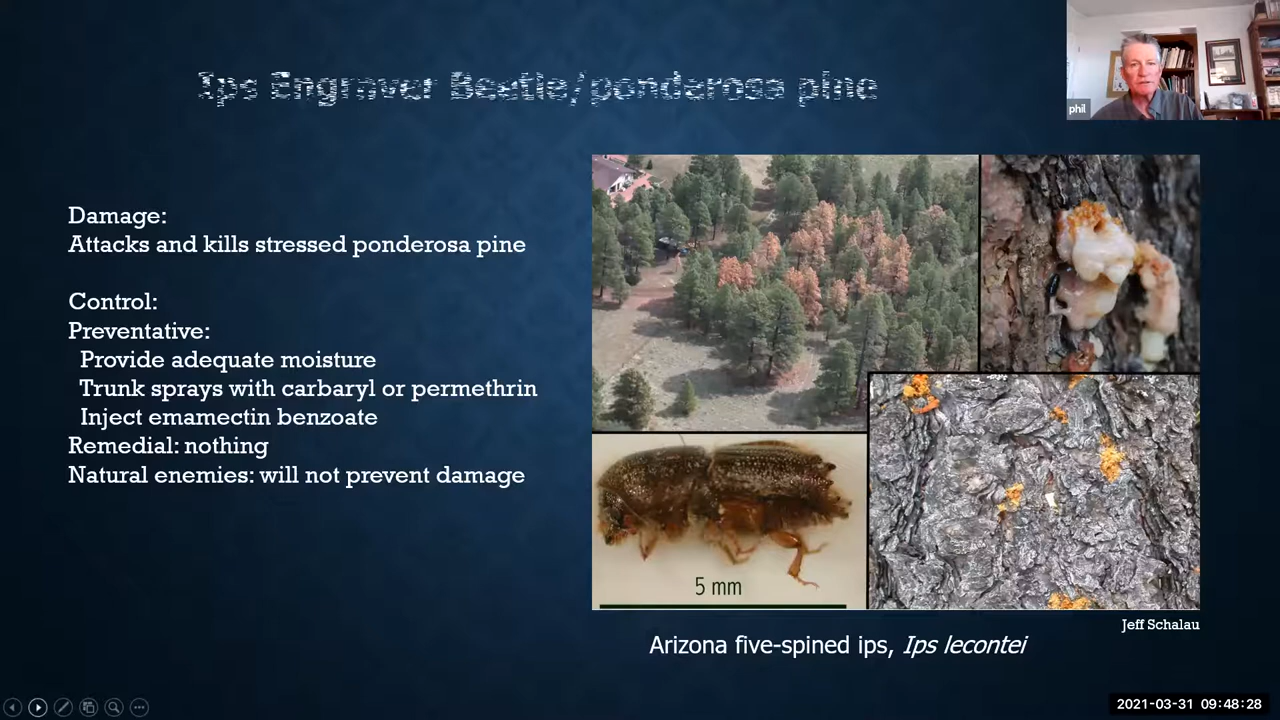 Ips Engraver Beetle/ponderosa pine
phil
Damage:
Attacks and kills stressed ponderosa pine
Control:
Preventative:
Provide adequate moisture
Trunk sprays with carbaryl or permethrin
Inject emamectin benzoate
Remedial: nothing
Natural enemies: will not prevent damage
5 mm
Jeff Schalau
Arizona five-spined ips, Ips lecontei
2021-03-31 09:48:28